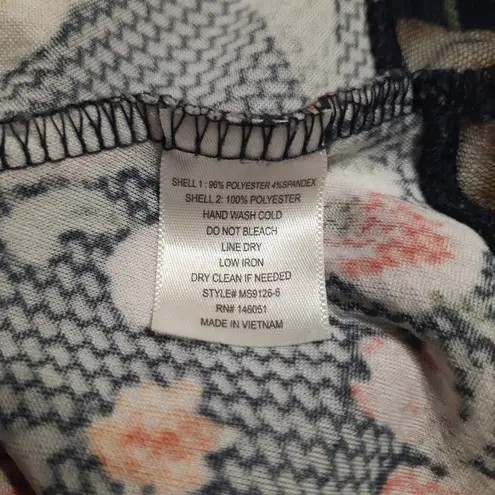 SHELL 1 : 96% POLYESTER 4%SPANDEX
SHELL 2: 100% POLYESTER
HAND WASH COLD
DO NOT BLEACH
LINE DRY
LOW IRON
DRY CLEAN IF NEEDED
STYLE# MS9126-6
RN# 146051
MADE IN VIETNAM